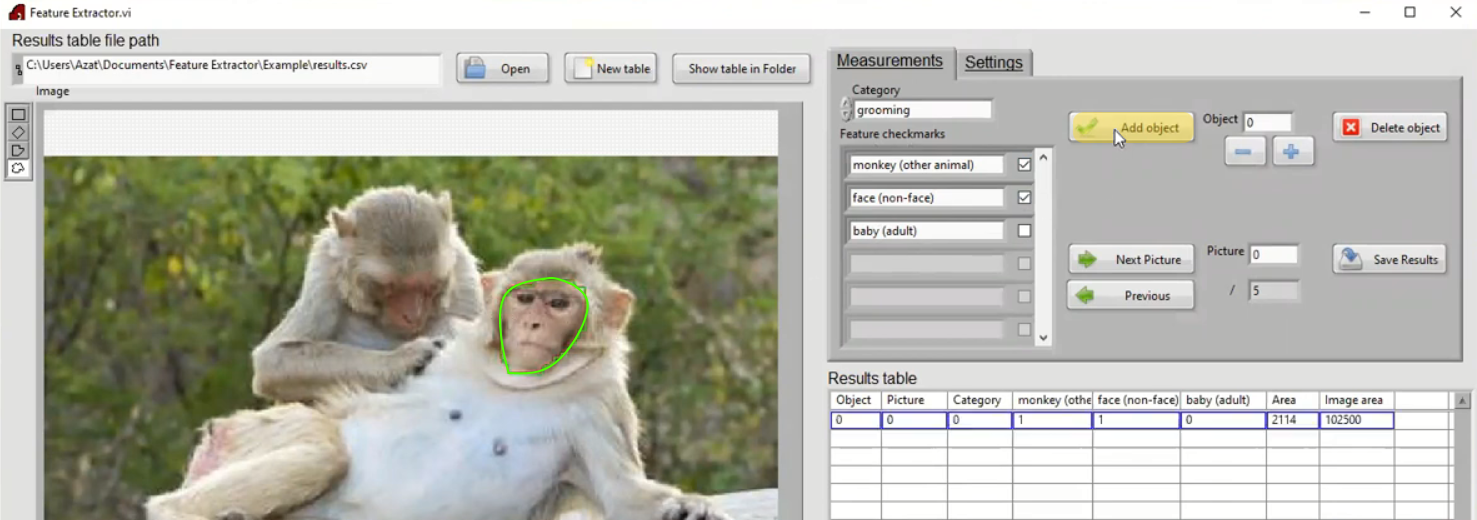 Feature Extractor.vi
Results table file path
C:\Users\Azat\Documents\Feature Extractor\Example\results.csv
Open
New table
Show table in Folder
Image
Measurements
Settings
Category
grooming
Feature checkmarks
monkey (other animal)
face (non-face)
baby (adult)
Add object
Object 0
Delete object
Next Picture
Picture 0
Save Results
Previous
/ 5
Results table
Object Picture Category monkey (othe face (non-face) baby (adult) Area Image area
0 0 0 1 1 0 2114 102500